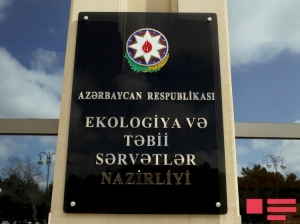 AZƏRBAYCAN RESPUBLİKASI
EKOLOGİYA VƏ
TƏBİİ
SƏRVƏTLƏR
NAZİRLİYİ